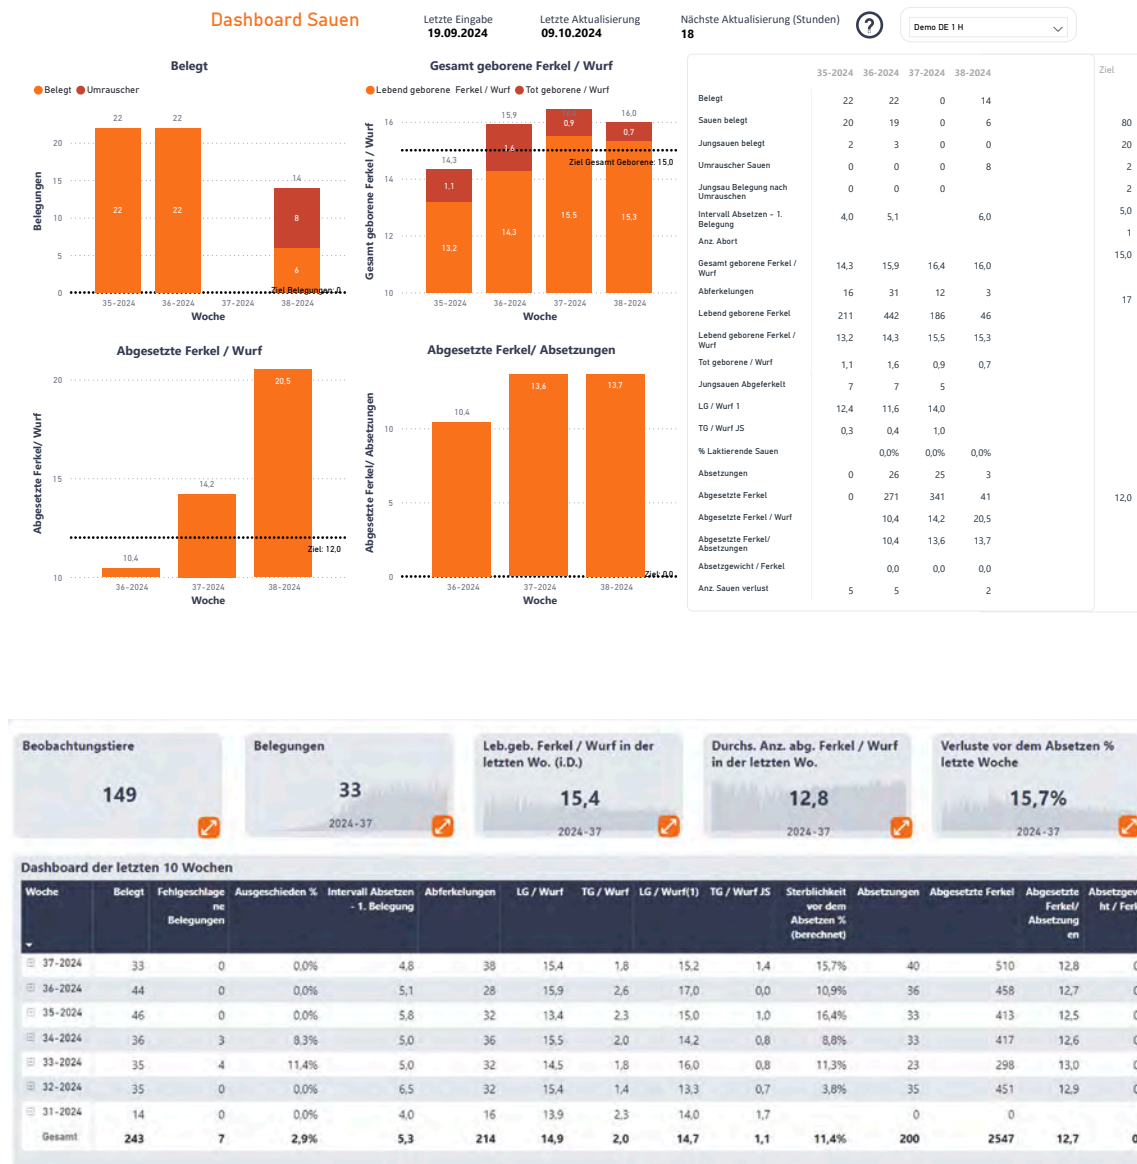 Dashboard Sauen
Letzte Eingabe
19.09.2024
Letzte Aktualisierung
09.10.2024
Nächste Aktualisierung (Stunden)
18
?
Demo DE 1 H
Belegt
Belegt Umrauscher
Belegungen
20
15
10
5
0
22 22 14
22 22 8
6
Ziel Belegungen: 0
35-2024 36-2024 37-2024 38-2024
Woche
Gesamt geborene Ferkel / Wurf
Lebend geborene Ferkel / Wurf Tot geborene / Wurf
Gesamt geborene Ferkel / Wurf
16
14
12
10
14,3 15,9 16,0
1,1 1,6 0,9 0,7
Ziel Gesamt Geborene: 15,0
13,2 14,3 15,5 15,3
35-2024 36-2024 37-2024 38-2024
Woche
Abgesetzte Ferkel / Wurf
Abgesetzte Ferkel/ Wurf
20
15
10
10,4 14,2 20,5
Ziel: 12,0
36-2024 37-2024 38-2024
Woche
Abgesetzte Ferkel/ Absetzungen
Abgesetzte Ferkel/ Absetzungen
10
5
0
10,4 13,6 13,7
Ziel: 0,0
36-2024 37-2024 38-2024
Woche
35-2024 36-2024 37-2024 38-2024 Ziel
Belegt 22 22 0 14
Sauen belegt 20 19 0 6 80
Jungsauen belegt 2 3 0 0 20
Umrauscher Sauen 0 0 0 8 2
Jungsau Belegung nach
Umrauschen 0 0 0 2
Intervall Absetzen - 1.
Belegung 4,0 5,1 6,0 5,0
Anz. Abort 1
Gesamt geborene Ferkel /
Wurf 14,3 15,9 16,4 16,0 15,0
Abferkelungen 16 31 12 3 17
Lebend geborene Ferkel 211 442 186 46
Lebend geborene Ferkel /
Wurf 13,2 14,3 15,5 15,3
Tot geborene / Wurf 1,1 1,6 0,9 0,7
Jungsauen Abgeferkelt 7 7 5
LG / Wurf 1 12,4 11,6 14,0
TG / Wurf JS 0,3 0,4 1,0
% Laktierende Sauen 0,0% 0,0% 0,0%
Absetzungen 0 26 25 3
Abgesetzte Ferkel 0 271 341 41 12,0
Abgesetzte Ferkel / Wurf 10,4 14,2 20,5
Abgesetzte Ferkel/
Absetzungen 10,4 13,6 13,7
Absetzgewicht / Ferkel 0,0 0,0 0,0
Anz. Sauen verlust 5 5 2
Beobachtungstiere
149
Belegungen
33
2024-37
Leb.geb. Ferkel / Wurf in der
letzten Wo. (i.D.)
15,4
2024-37
Durchs. Anz. abg. Ferkel / Wurf
in der letzten Wo.
12,8
2024-37
Verluste vor dem Absetzen %
letzte Woche
15,7%
2024-37
Dashboard der letzten 10 Wochen
Woche Belegt Fehlgeschlage Ausgeschieden % Intervall Absetzen Abferkelungen LG / Wurf TG / Wurf LG / Wurf(1) TG / Wurf JS Sterblichkeit Absetzungen Abgesetzte Ferkel Abgesetzte Absetzgew
ne - 1. Belegung vor dem Ferkel/ ht / Ferk
Belegungen Absetzen % Absetzung
(berechnet) en
37-2024 33 0 0,0% 4,8 38 15,4 1,8 15,2 1,4 15,7% 40 510 12,8 0
36-2024 44 0 0,0% 5,1 28 15,9 2,6 17,0 0,0 10,9% 36 458 12,7 0
35-2024 46 0 0,0% 5,8 32 13,4 2,3 15,0 1,0 16,4% 33 413 12,5 0
34-2024 36 3 8,3% 5,0 36 15,5 2,0 14,2 0,8 8,8% 33 417 12,6 0
33-2024 35 4 11,4% 5,0 32 14,5 1,8 16,0 0,8 11,3% 23 298 13,0 0
32-2024 35 0 0,0% 6,5 32 15,4 1,4 13,3 0,7 3,8% 35 451 12,9 0
31-2024 14 0 0,0% 4,0 16 13,9 2,3 14,0 1,7 0 0
Gesamt 243 7 2,9% 5,3 214 14,9 2,0 14,7 1,1 11,4% 200 2547 12,7 0